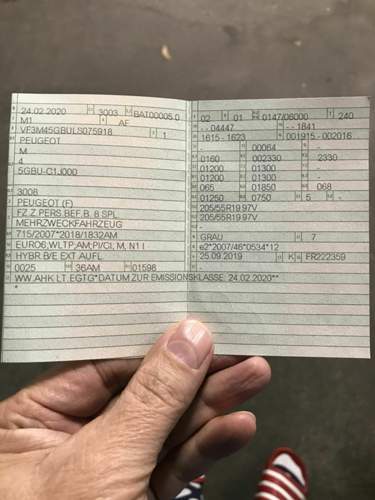 24.02.2020 3003 BAT00005 0
M1 AF
VF3M45GBULS075918 1
PEUGEOT
M
4
5GBU-C1J000
3008
PEUGEOT (F)
FZ.Z.PERS.BEF.B. 8 SPL.
MEHRZWECKFAHRZEUG
715/2007*2018/1832AM
EURO6;WLTP;AM;PI/CI; M, N1 I
HYBR.B/E EXT.AUFL.
0025 36AM 01598
WW.AHK LT.EGTG*DATUM ZUR EMISSIONSKLASSE: 24.02.2020**
02 01 0147/06000 240
- - 04447 - - 1841
1615 - 1623 001915 -002016
- 00064 -
0160 002330 2330
01200 01300 -
01200 01300 -
065 01850 068
01250 0750 5 -
205/55R19 97V
205/55R19 97V
-
GRAU 7
e2*2007/46*0534*12
25.09.2019 K FR222359
-